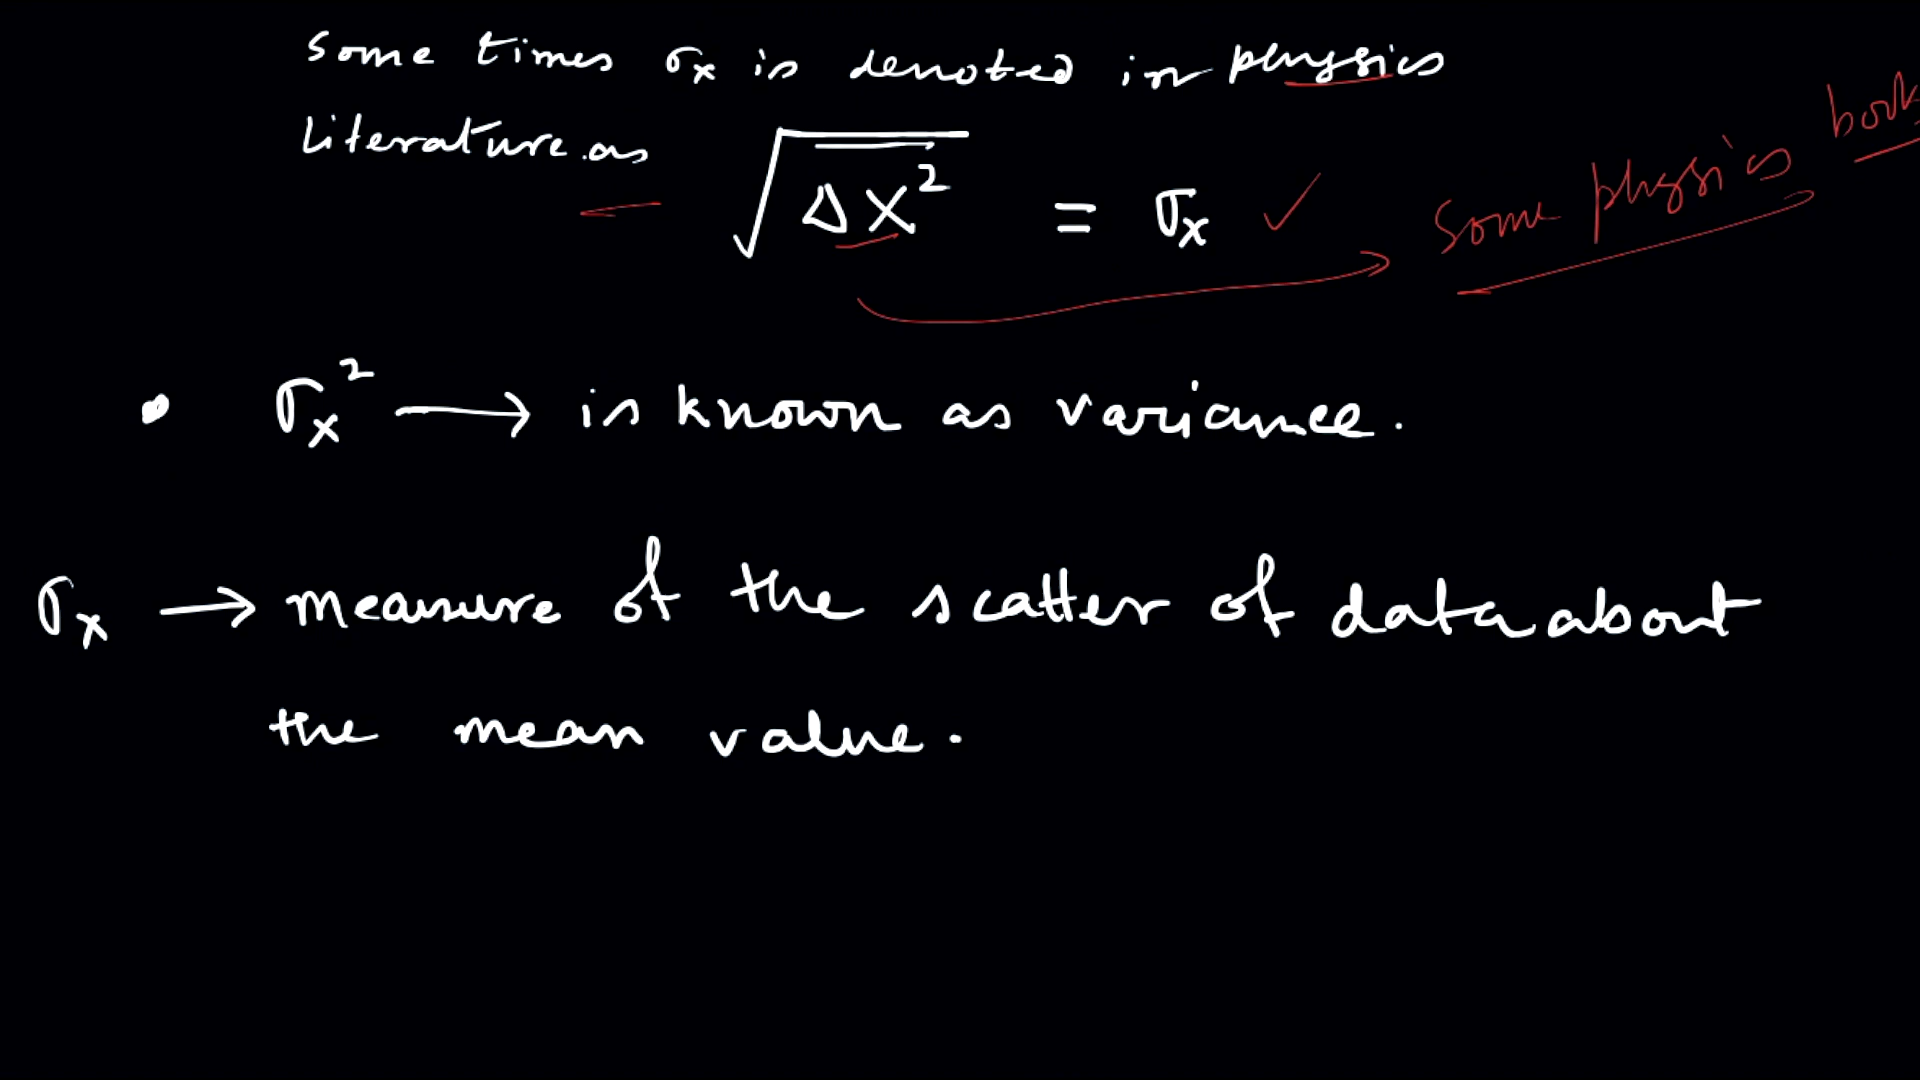 Some times σx is denoted in physics
Literature as √(\overline{ΔX²}) = σx ✓
Some physics book
• σx² → is known as variance.
σx → measure of the scatter of data about
the mean value.